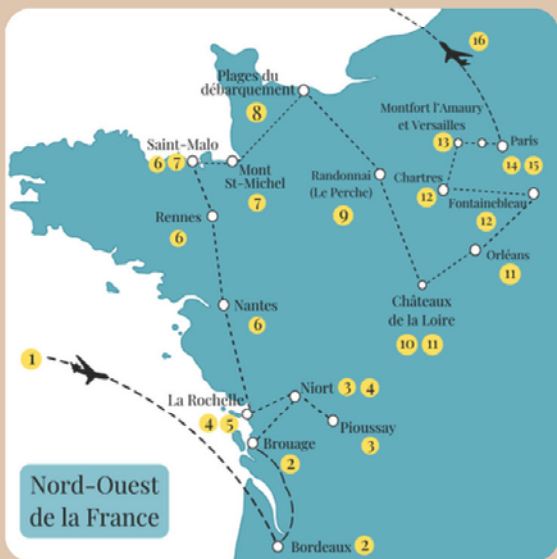 16
Plages du
débarquement
8
Montfort l'Amaury
et Versailles
13
Paris
14 15
Saint-Malo
6 7
Mont
St-Michel
7
Randonnai
(Le Perche)
9
Chartres
12
Fontainebleau
12
Rennes
6
Orléans
11
Châteaux
de la Loire
10 11
Nantes
6
1
La Rochelle
4 5
Niort 3 4
Pioussay
3
Brouage
2
Nord-Ouest
de la France
Bordeaux 2